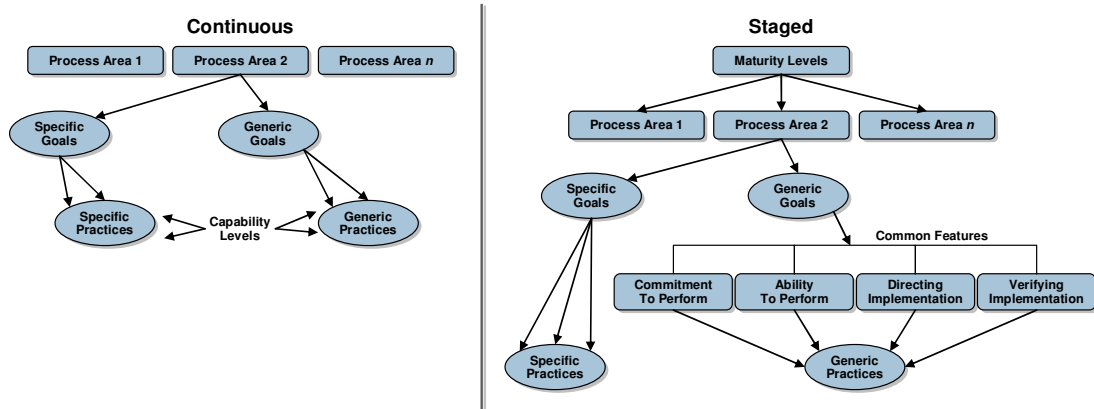 Continuous
Process Area 1
Process Area 2
Process Area n
Specific
Goals
Generic
Goals
Specific
Practices
Capability
Levels
Generic
Practices
Staged
Maturity Levels
Process Area 1
Process Area 2
Process Area n
Specific
Goals
Generic
Goals
Common Features
Commitment
To Perform
Ability
To Perform
Directing
Implementation
Verifying
Implementation
Specific
Practices
Generic
Practices